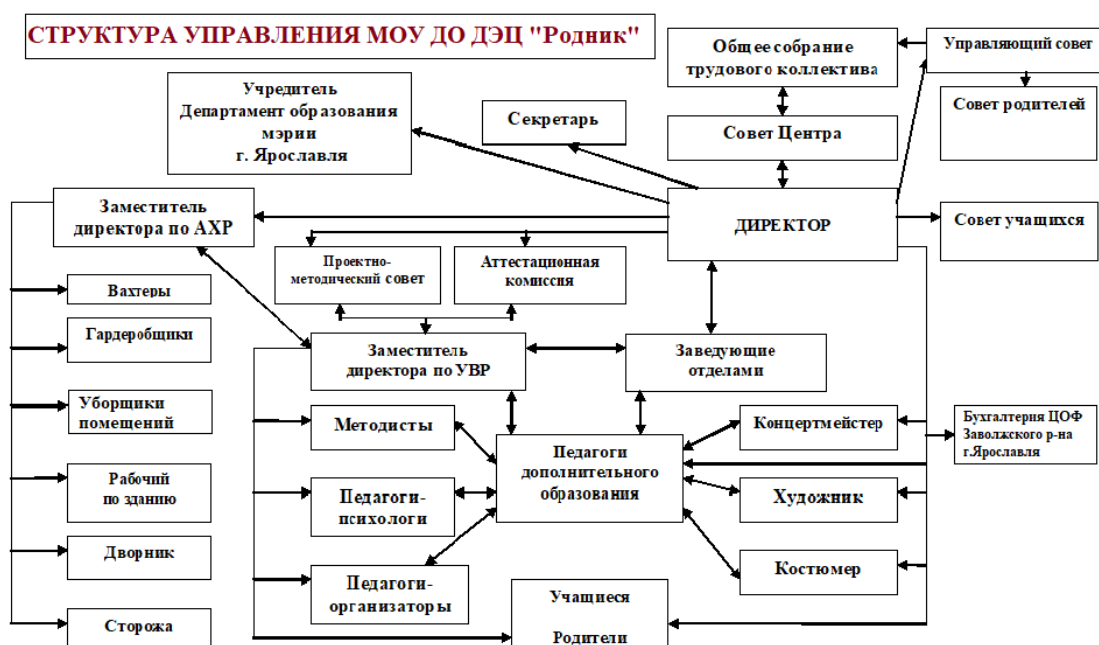 СТРУКТУРА УПРАВЛЕНИЯ МОУ ДО ДЭЦ "Родник"
Общее собрание
трудового коллектива
Управляющий совет
Учредитель
Департамент образования
мэрии
г. Ярославля
Секретарь
Совет Центра
Совет родителей
Заместитель
директора по АХР
ДИРЕКТОР
Совет учащихся
Проектно-
методический совет
Аттестационная
комиссия
Вахтеры
Гардеробщики
Заместитель
директора по УВР
Заведующие
отделами
Уборщики
помещений
Методисты
Педагоги
дополнительного
образования
Концертмейстер
Бухгалтерия ЦОФ
Заволжского р-на
г.Ярославля
Рабочий
по зданию
Педагоги-
психологи
Художник
Дворник
Педагоги-
организаторы
Костюмер
Сторожа
Учащиеся
Родители